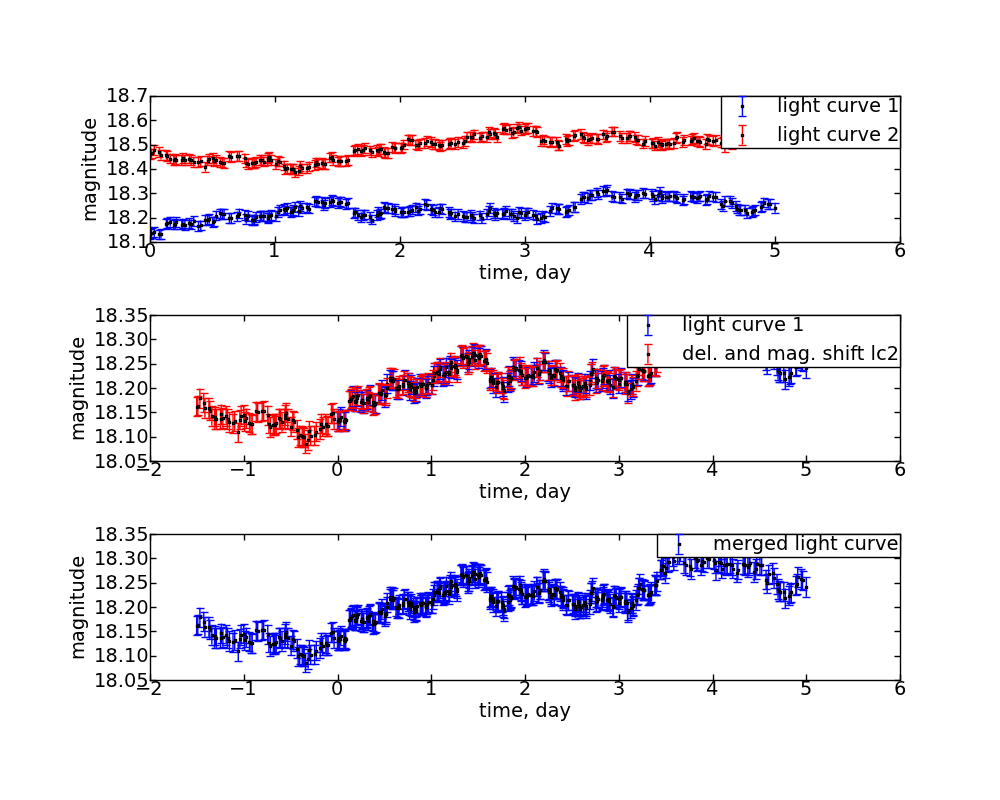 18.7
18.6
18.5
18.4
18.3
18.2
18.1
magnitude
light curve 1
light curve 2
0 1 2 3 4 5 6
time, day
18.35
18.30
18.25
18.20
18.15
18.10
18.05
magnitude
light curve 1
del. and mag. shift lc2
−2 −1 0 1 2 3 4 5 6
time, day
18.35
18.30
18.25
18.20
18.15
18.10
18.05
magnitude
merged light curve
−2 −1 0 1 2 3 4 5 6
time, day